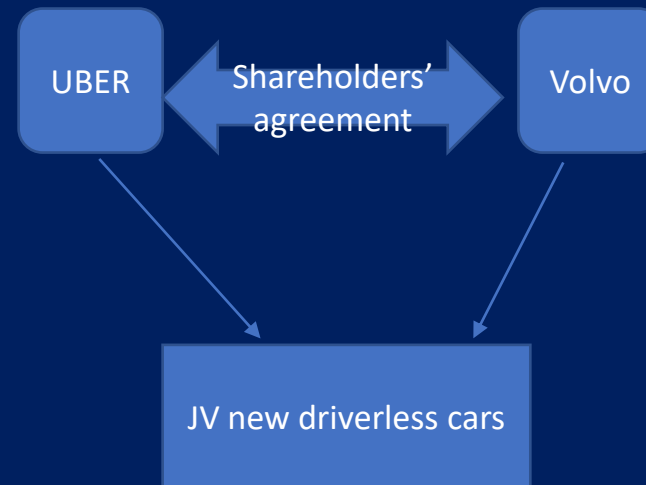 UBER
Shareholders'
agreement
Volvo
JV new driverless cars